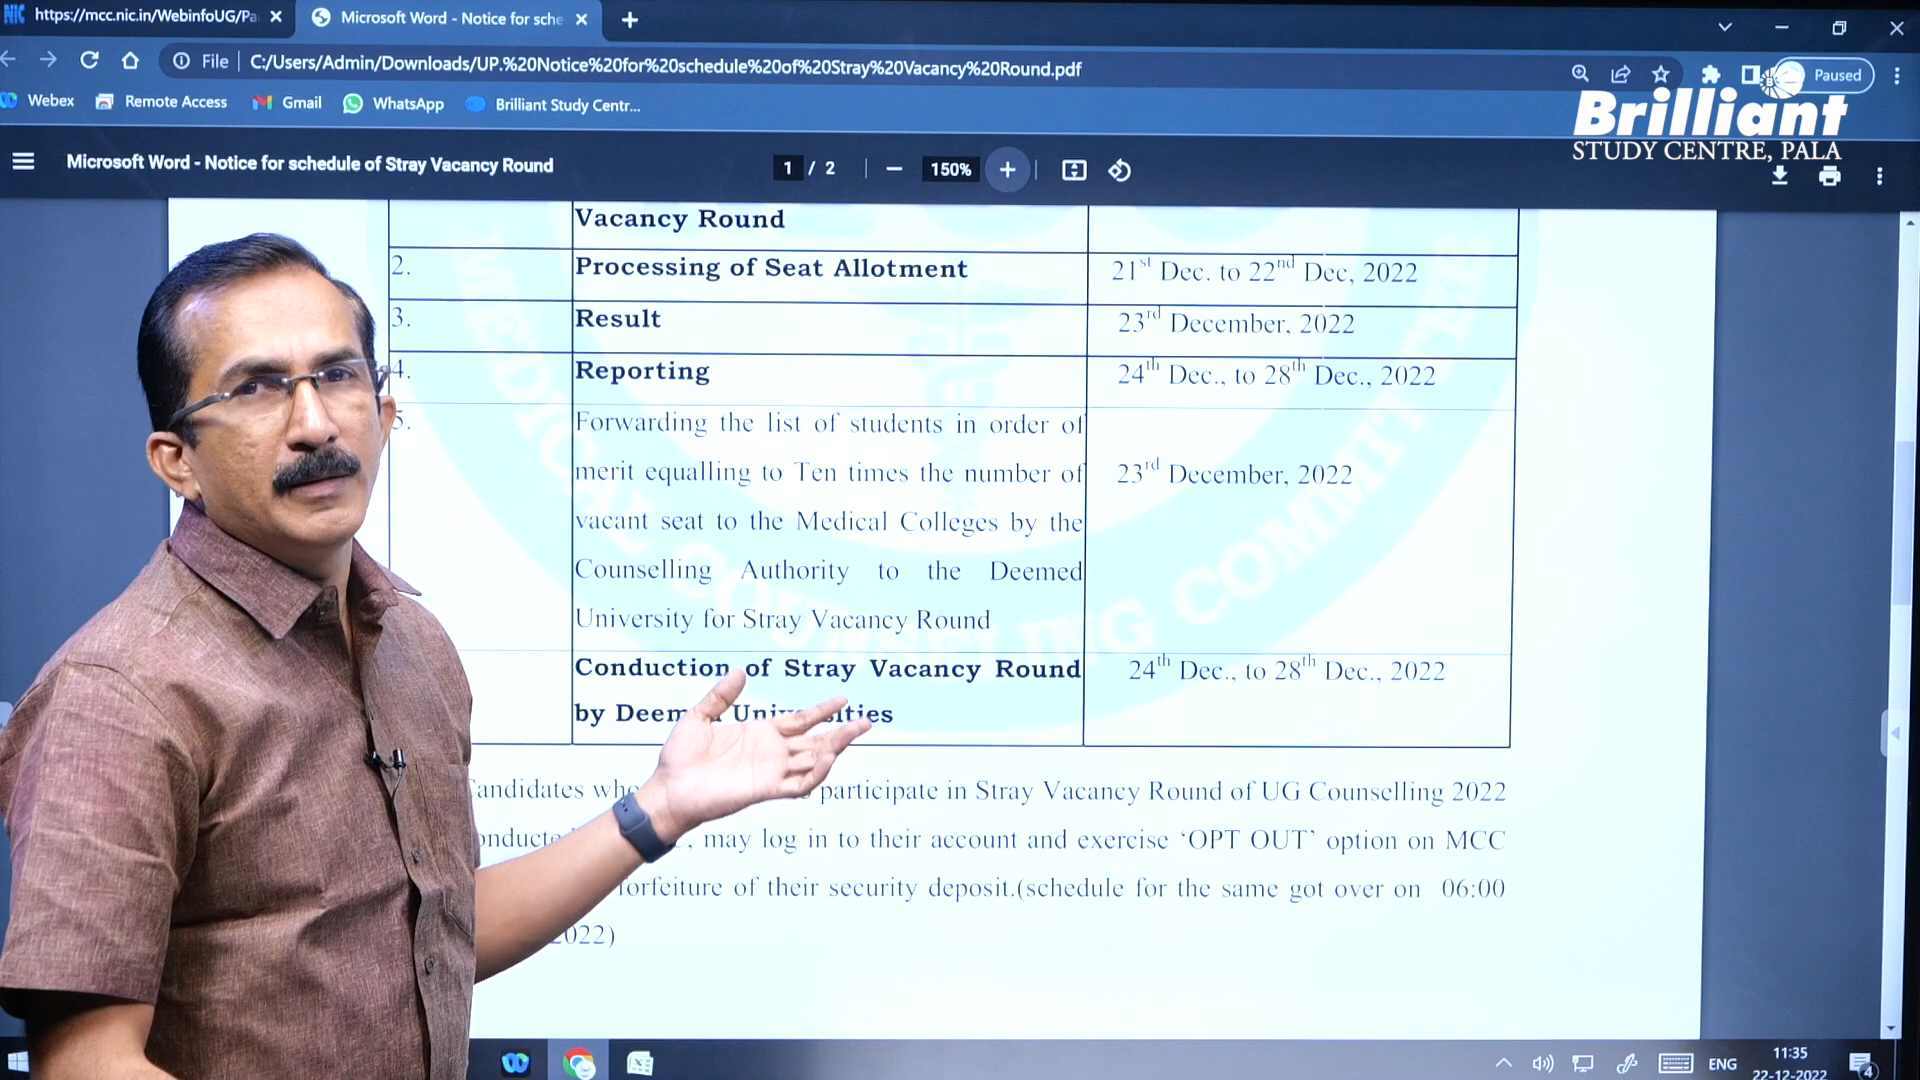 https://mcc.nic.in/WebinfoUG/Pa
Microsoft Word - Notice for sche
File
C:/Users/Admin/Downloads/UP.%20Notice%20for%20schedule%20of%20Stray%20Vacancy%20Round.pdf
Paused
Webex
Remote Access
Gmail
WhatsApp
Brilliant Study Centr...
Brilliant
STUDY CENTRE, PALA
Microsoft Word - Notice for schedule of Stray Vacancy Round
1 / 2
150%
Vacancy Round
2. Processing of Seat Allotment 21st Dec. to 22nd Dec, 2022
3. Result 23rd December, 2022
4. Reporting 24th Dec., to 28th Dec., 2022
5. Forwarding the list of students in order of
merit equalling to Ten times the number of 23rd December, 2022
vacant seat to the Medical Colleges by the
Counselling Authority to the Deemed
University for Stray Vacancy Round
Conduction of Stray Vacancy Round 24th Dec., to 28th Dec., 2022
by Universities
participate in Stray Vacancy Round of UG Counselling 2022
, may log in to their account and exercise ‘OPT OUT’ option on MCC
forfeiture of their security deposit.(schedule for the same got over on 06:00
2022)
MEDICAL COUNSELING COMMITTEE
ENG
11:35
22-12-2022
4